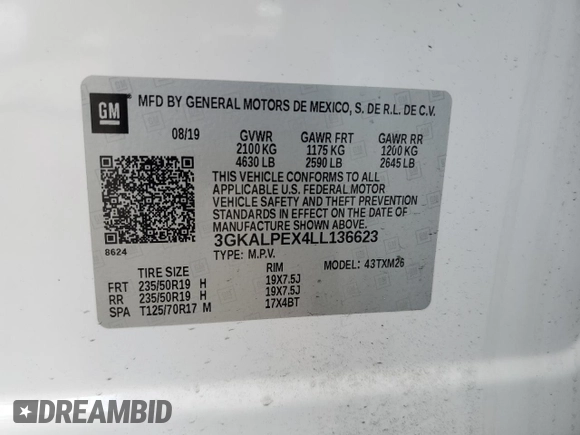 GM
MFD BY GENERAL MOTORS DE MEXICO, S. DE R.L. DE C.V.
08/19 GVWR GAWR FRT GAWR RR
2100 KG 1175 KG 1200 KG
4630 LB 2590 LB 2645 LB
THIS VEHICLE CONFORMS TO ALL
APPLICABLE U.S. FEDERAL MOTOR
VEHICLE SAFETY AND THEFT PREVENTION
STANDARDS IN EFFECT ON THE DATE OF
MANUFACTURE SHOWN ABOVE.
3GKALPEX4LL136623
8624
TYPE: M.P.V. MODEL: 43TXM26
TIRE SIZE RIM
FRT 235/50R19 H 19X7.5J
RR 235/50R19 H 19X7.5J
SPA T125/70R17 M 17X4BT
DREAMBID